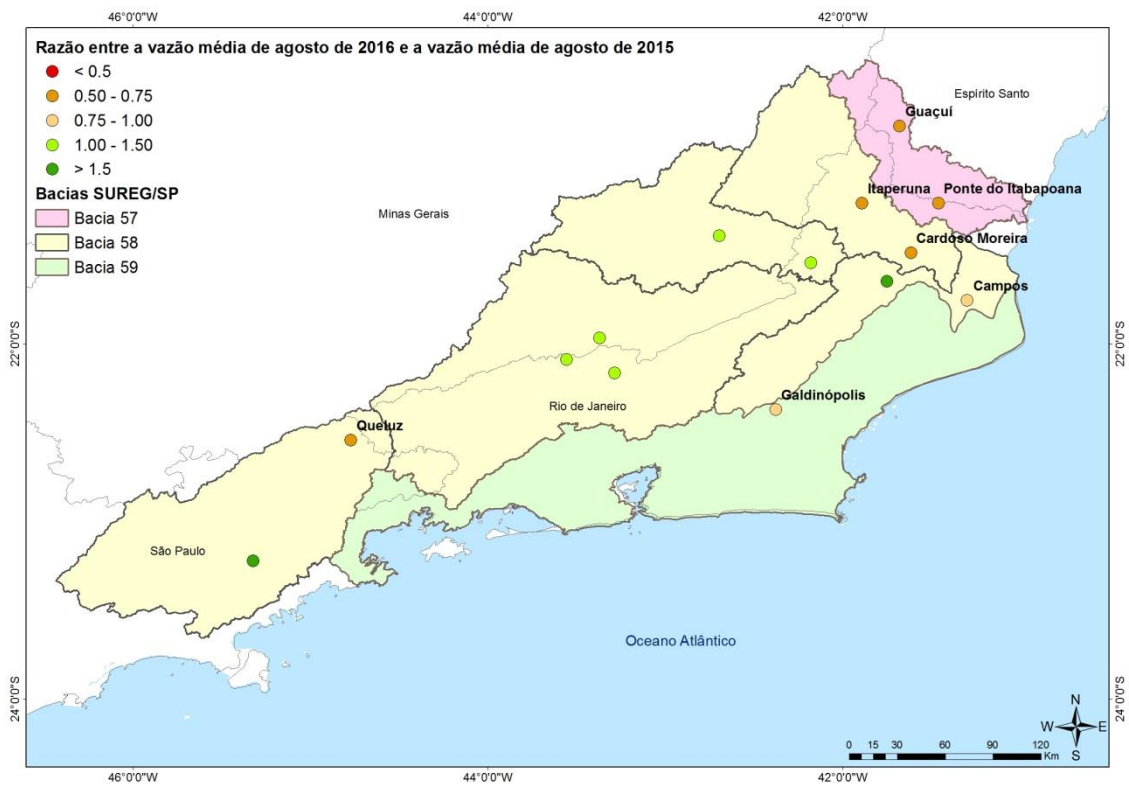 46°0'0"W
44°0'0"W
42°0'0"W
Razão entre a vazão média de agosto de 2016 e a vazão média de agosto de 2015
< 0.5
0.50 - 0.75
0.75 - 1.00
1.00 - 1.50
> 1.5
Bacias SUREG/SP
Bacia 57
Bacia 58
Bacia 59
Espírito Santo
Guaçuí
Minas Gerais
Itaperuna
Ponte do Itabapoana
Cardoso Moreira
Campos
22°0'0"S
22°0'0"S
Galdinópolis
Rio de Janeiro
Queluz
São Paulo
Oceano Atlântico
24°0'0"S
24°0'0"S
N
W
E
S
0 15 30 60 90 120
Km
46°0'0"W
44°0'0"W
42°0'0"W